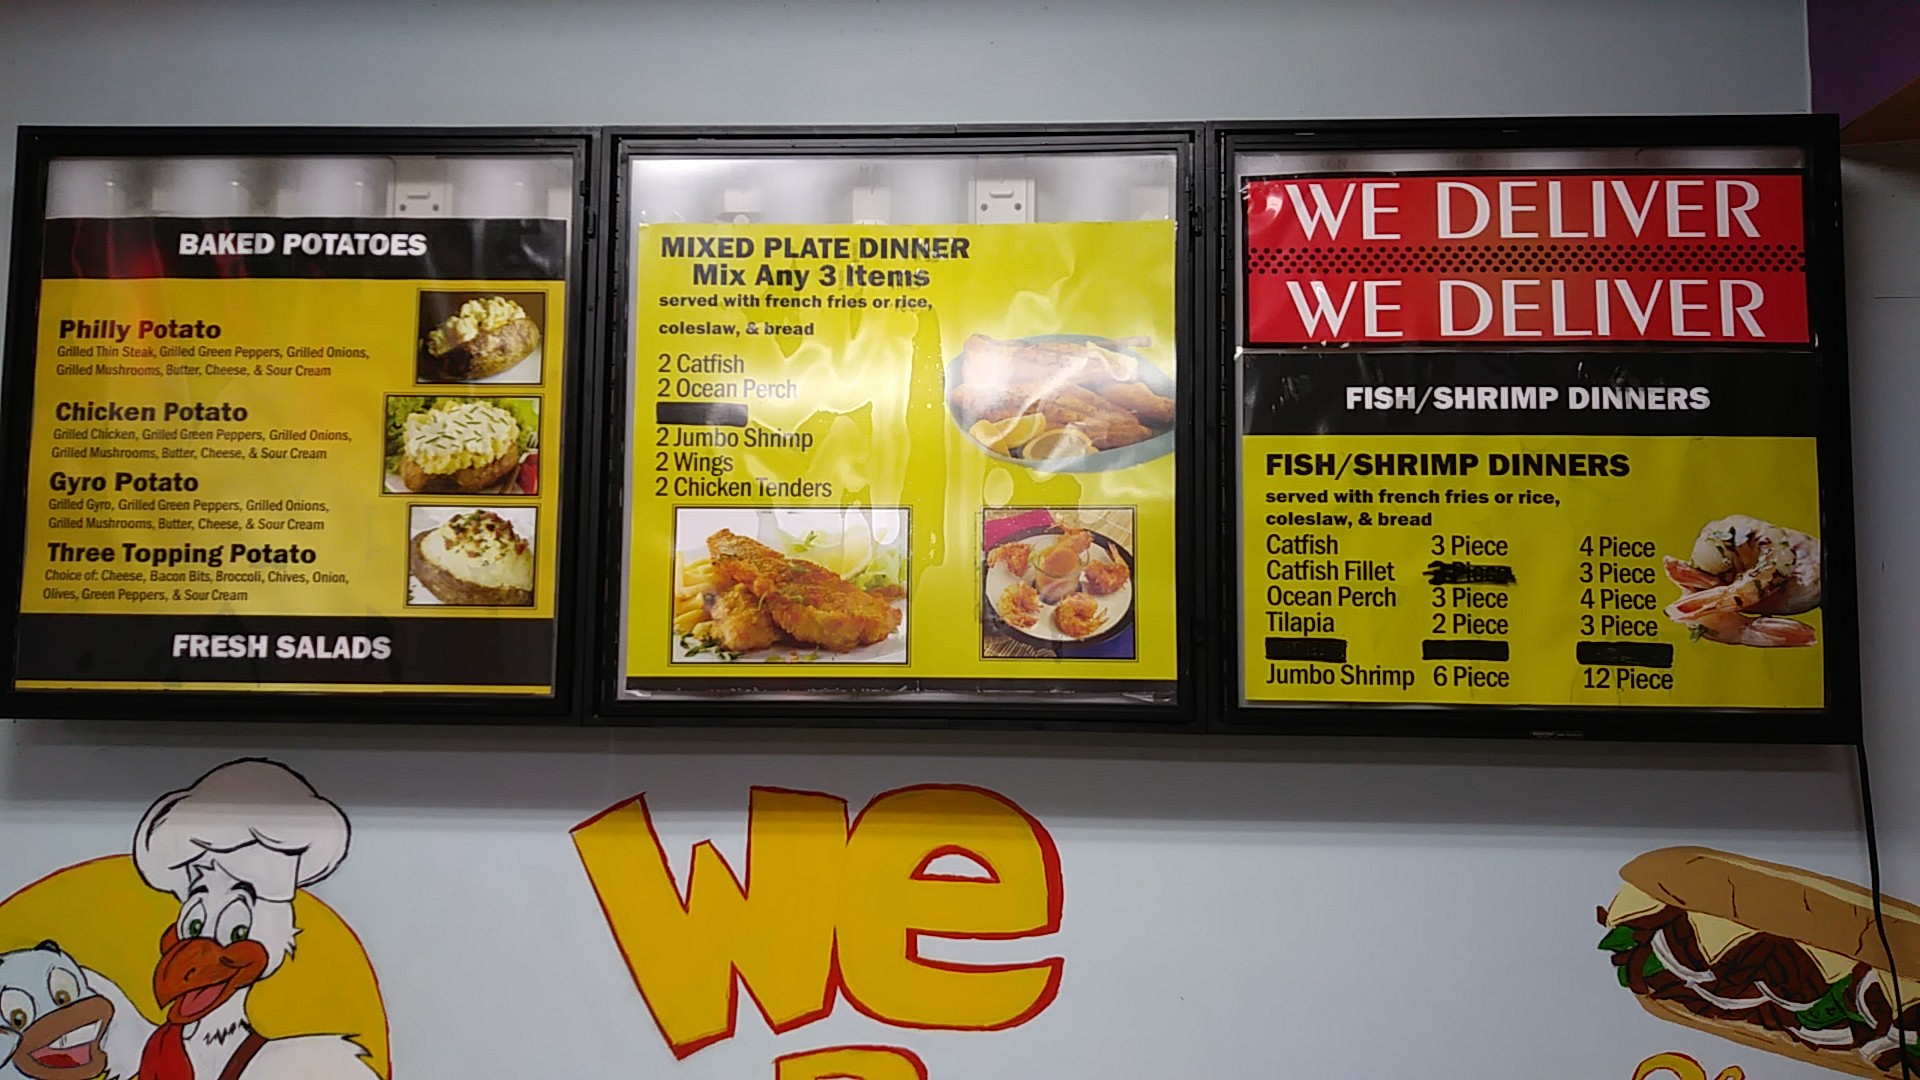 BAKED POTATOES
Philly Potato
Grilled Thin Steak, Grilled Green Peppers, Grilled Onions,
Grilled Mushrooms, Butter, Cheese, & Sour Cream
Chicken Potato
Grilled Chicken, Grilled Green Peppers, Grilled Onions,
Grilled Mushrooms, Butter, Cheese, & Sour Cream
Gyro Potato
Grilled Gyro, Grilled Green Peppers, Grilled Onions,
Grilled Mushrooms, Butter, Cheese, & Sour Cream
Three Topping Potato
Choice of: Cheese, Bacon Bits, Broccoli, Chives, Onion,
Olives, Green Peppers, & Sour Cream
FRESH SALADS
MIXED PLATE DINNER
Mix Any 3 Items
served with french fries or rice,
coleslaw, & bread
2 Catfish
2 Ocean Perch
2 Jumbo Shrimp
2 Wings
2 Chicken Tenders
WE DELIVER
WE DELIVER
FISH/SHRIMP DINNERS
FISH/SHRIMP DINNERS
served with french fries or rice,
coleslaw, & bread
Catfish 3 Piece 4 Piece
Catfish Fillet 3 Piece
Ocean Perch 3 Piece 4 Piece
Tilapia 2 Piece 3 Piece
Jumbo Shrimp 6 Piece 12 Piece
We